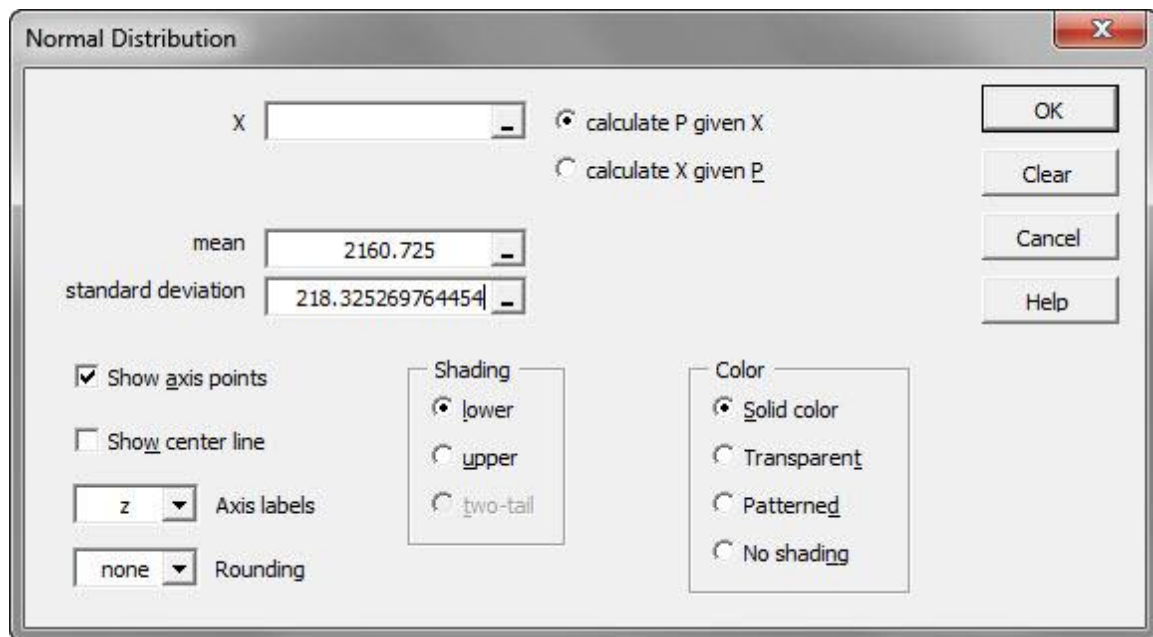 Normal Distribution
X
calculate P given X
OK
calculate X given P
Clear
mean
2160.725
Cancel
standard deviation
218.325269764454
Help
Show axis points
Show center line
z
Axis labels
none
Rounding
Shading
lower
upper
two-tail
Color
Solid color
Transparent
Patterned
No shading